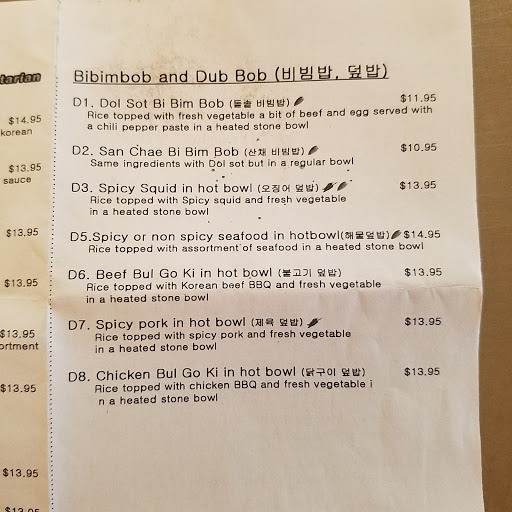 tarian
$14.95
korean
$13.95
sauce
$13.95
$13.95
$13.95
ortment
$13.95
$13.95
Bibimbob and Dub Bob (비빔밥, 덮밥)
D1. Dol Sot Bi Bim Bob (돌솥 비빔밥) $11.95
Rice topped with fresh vegetable a bit of beef and egg served with
a chili pepper paste in a heated stone bowl
D2. San Chae Bi Bim Bob (산채 비빔밥) $10.95
Same ingredients with Dol sot but in a regular bowl
D3. Spicy Squid in hot bowl (오징어 덮밥) $13.95
Rice topped with Spicy squid and fresh vegetable
in a heated stone bowl
D5.Spicy or non spicy seafood in hotbowl(해물덮밥) $14.95
Rice topped with assortment of seafood in a heated stone bowl
D6. Beef Bul Go Ki in hot bowl (불고기 덮밥) $13.95
Rice topped with Korean beef BBQ and fresh vegetable
in a heated stone bowl
D7. Spicy pork in hot bowl (제육 덮밥) $13.95
Rice topped with spicy pork and fresh vegetable
in a heated stone bowl
D8. Chicken Bul Go Ki in hot bowl (닭구이 덮밥) $13.95
Rice topped with chicken BBQ and fresh vegetable i
n a heated stone bowl